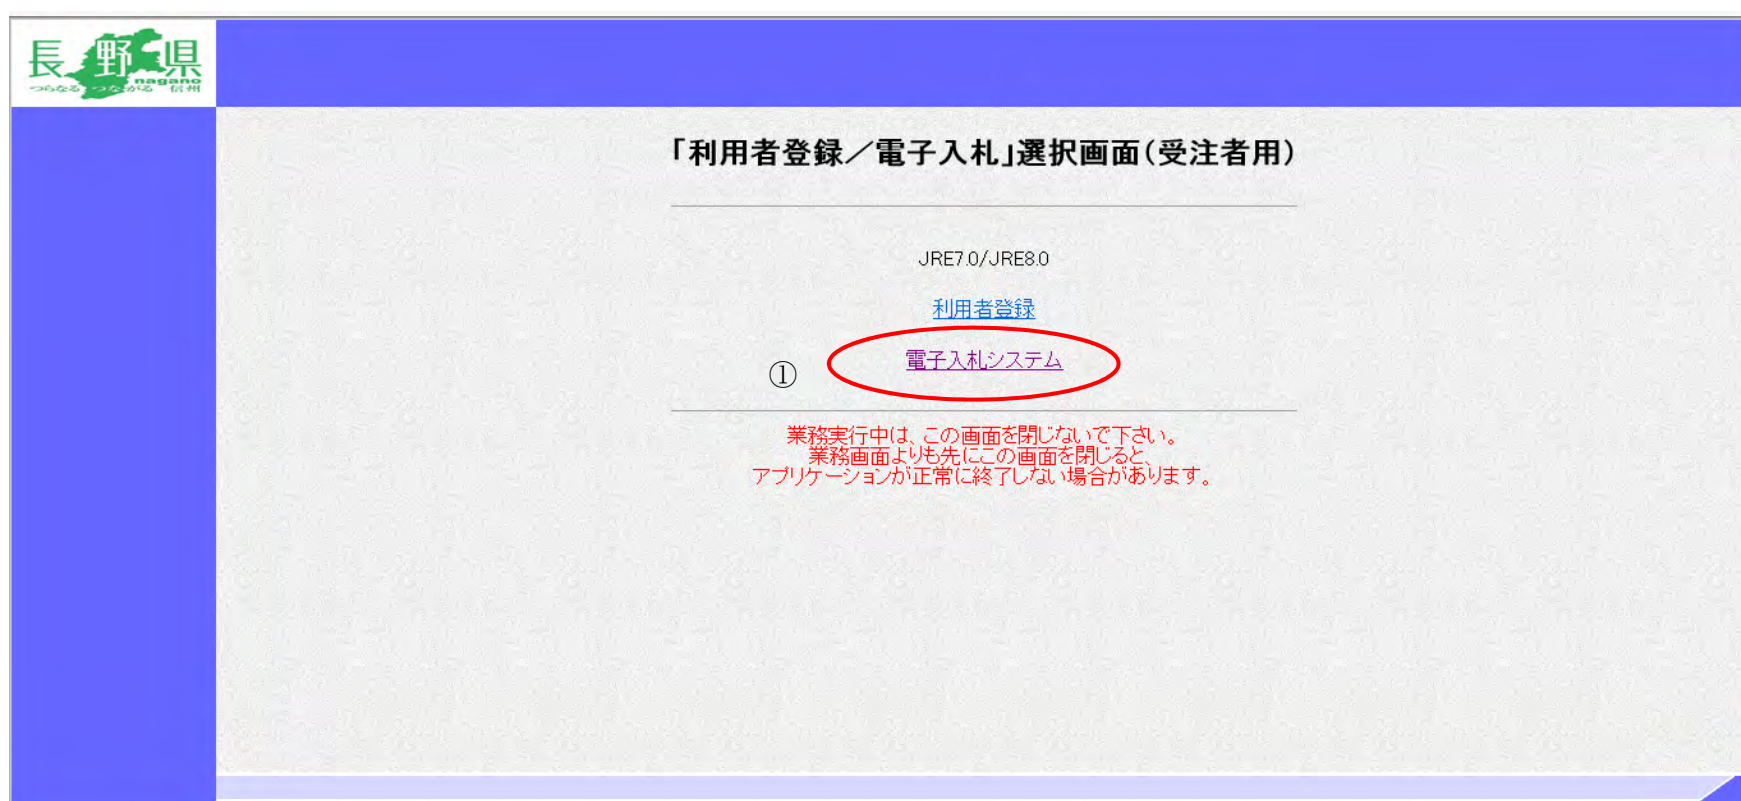 長野県
nagano
つらなる つながる 信州
「利用者登録／電子入札」選択画面(受注者用)
JRE7.0/JRE8.0
利用者登録
① 電子入札システム
業務実行中は、この画面を閉じないで下さい。
業務画面よりも先にこの画面を閉じると、
アプリケーションが正常に終了しない場合があります。